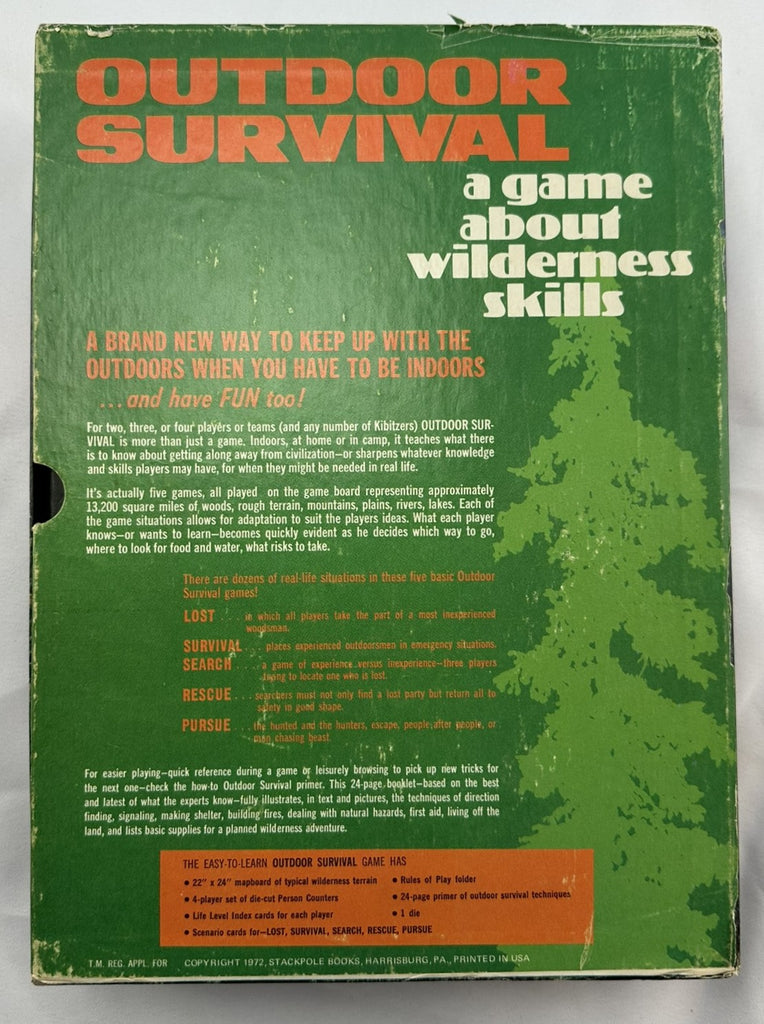 OUTDOOR
SURVIVAL
a game
about
wilderness
skills
A BRAND NEW WAY TO KEEP UP WITH THE
OUTDOORS WHEN YOU HAVE TO BE INDOORS
...and have FUN too!
For two, three, or four players or teams (and any number of Kibitzers) OUTDOOR SUR-
VIVAL is more than just a game. Indoors, at home or in camp, it teaches what there
is to know about getting along away from civilization—or sharpens whatever knowledge
and skills players may have, for when they might be needed in real life.
It's actually five games, all played on the game board representing approximately
13,200 square miles of woods, rough terrain, mountains, plains, rivers, lakes. Each of
the game situations allows for adaptation to suit the players ideas. What each player
knows—or wants to learn—becomes quickly evident as he decides which way to go,
where to look for food and water, what risks to take.
There are dozens of real-life situations in these five basic Outdoor
Survival games!
LOST . . . in which all players take the part of a most inexperienced
woodsman.
SURVIVAL . . . places experienced outdoorsmen in emergency situations.
SEARCH . . . a game of experience versus inexperience—three players
trying to locate one who is lost.
RESCUE . . . searchers must not only find a lost party but return all to
safety in good shape.
PURSUE . . . the hunted and the hunters, escape, people after people, or
man chasing beast.
For easier playing—quick reference during a game or leisurely browsing to pick up new tricks for
the next one—check the how-to Outdoor Survival primer. This 24-page booklet—based on the best
and latest of what the experts know—fully illustrates, in text and pictures, the techniques of direction
finding, signaling, making shelter, building fires, dealing with natural hazards, first aid, living off the
land, and lists basic supplies for a planned wilderness adventure.
THE EASY-TO-LEARN OUTDOOR SURVIVAL GAME HAS
• 22" x 24" mapboard of typical wilderness terrain
• 4-player set of die-cut Person Counters
• Life Level Index cards for each player
• Scenario cards for—LOST, SURVIVAL, SEARCH, RESCUE, PURSUE
• Rules of Play folder
• 24-page primer of outdoor survival techniques
• 1 die
T.M. REG. APPL. FOR COPYRIGHT 1972, STACKPOLE BOOKS, HARRISBURG, PA., PRINTED IN USA